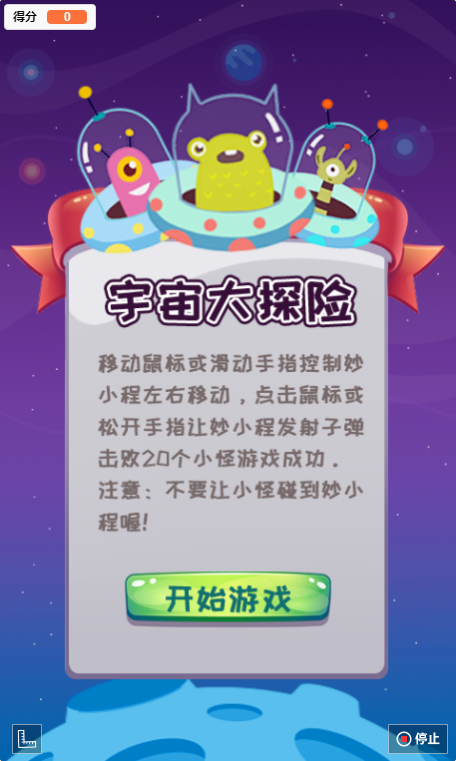 得分 0
宇宙大探险
移动鼠标或滑动手指控制妙
小程左右移动，点击鼠标或
松开手指让妙小程发射子弹
击败20个小怪游戏成功。
注意：不要让小怪碰到妙小
程喔！
开始游戏
停止